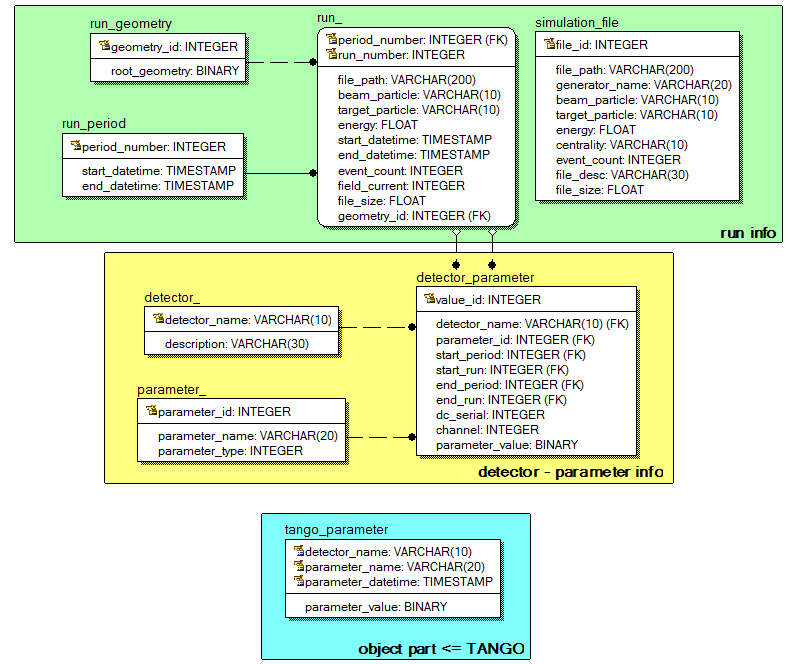 run_geometry
geometry_id: INTEGER
root_geometry: BINARY
run_period
period_number: INTEGER
start_datetime: TIMESTAMP
end_datetime: TIMESTAMP
run_
period_number: INTEGER (FK)
run_number: INTEGER
file_path: VARCHAR(200)
beam_particle: VARCHAR(10)
target_particle: VARCHAR(10)
energy: FLOAT
start_datetime: TIMESTAMP
end_datetime: TIMESTAMP
event_count: INTEGER
field_current: INTEGER
file_size: FLOAT
geometry_id: INTEGER (FK)
simulation_file
file_id: INTEGER
file_path: VARCHAR(200)
generator_name: VARCHAR(20)
beam_particle: VARCHAR(10)
target_particle: VARCHAR(10)
energy: FLOAT
centrality: VARCHAR(10)
event_count: INTEGER
file_desc: VARCHAR(30)
file_size: FLOAT
run info
detector_
detector_name: VARCHAR(10)
description: VARCHAR(30)
parameter_
parameter_id: INTEGER
parameter_name: VARCHAR(20)
parameter_type: INTEGER
detector_parameter
value_id: INTEGER
detector_name: VARCHAR(10) (FK)
parameter_id: INTEGER (FK)
start_period: INTEGER (FK)
start_run: INTEGER (FK)
end_period: INTEGER (FK)
end_run: INTEGER (FK)
dc_serial: INTEGER
channel: INTEGER
parameter_value: BINARY
detector - parameter info
tango_parameter
detector_name: VARCHAR(10)
parameter_name: VARCHAR(20)
parameter_datetime: TIMESTAMP
parameter_value: BINARY
object part <= TANGO